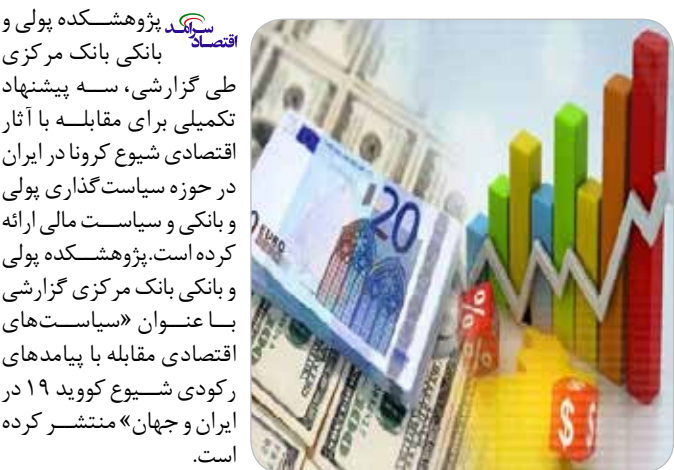 سرآمد پژوهشکده پولی و
اقتصاد بانکی بانک مرکزی
طی گزارشی، سه پیشنهاد
تکمیلی برای مقابله با آثار
اقتصادی شیوع کرونا در ایران
در حوزه سیاست‌گذاری پولی
و بانکی و سیاست مالی ارائه
کرده است.پژوهشکده پولی
و بانکی بانک مرکزی گزارشی
با عنوان «سیاست‌های
اقتصادی مقابله با پیامدهای
رکودی شیوع کووید ۱۹ در
ایران و جهان» منتشر کرده
است.
20
EURO
%
%
$
$